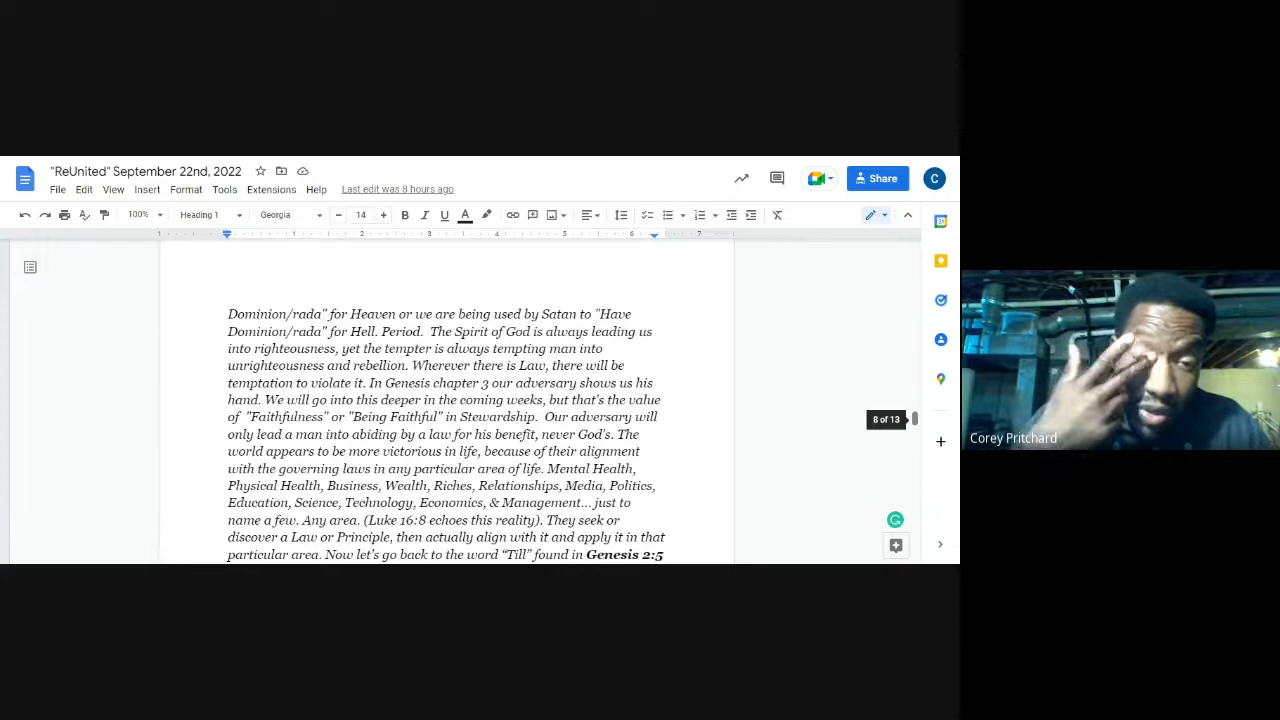 "ReUnited" September 22nd, 2022
File Edit View Insert Format Tools Extensions Help Last edit was 8 hours ago
Share
C
100% Heading 1 Georgia 14
1 1 2 3 4 5 6 7
Dominion/rada" for Heaven or we are being used by Satan to "Have
Dominion/rada" for Hell. Period. The Spirit of God is always leading us
into righteousness, yet the tempter is always tempting man into
unrighteousness and rebellion. Wherever there is Law, there will be
temptation to violate it. In Genesis chapter 3 our adversary shows us his
hand. We will go into this deeper in the coming weeks, but that's the value
of "Faithfulness" or "Being Faithful" in Stewardship. Our adversary will
only lead a man into abiding by a law for his benefit, never God's. The
world appears to be more victorious in life, because of their alignment
with the governing laws in any particular area of life. Mental Health,
Physical Health, Business, Wealth, Riches, Relationships, Media, Politics,
Education, Science, Technology, Economics, & Management... just to
name a few. Any area. (Luke 16:8 echoes this reality). They seek or
discover a Law or Principle, then actually align with it and apply it in that
particular area. Now let's go back to the word “Till” found in Genesis 2:5
8 of 13
Corey Pritchard